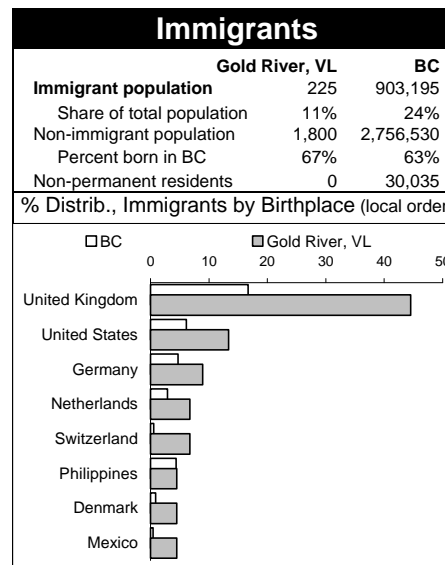 Immigrants
Gold River, VL BC
Immigrant population 225 903,195
Share of total population 11% 24%
Non-immigrant population 1,800 2,756,530
Percent born in BC 67% 63%
Non-permanent residents 0 30,035
% Distrib., Immigrants by Birthplace (local order
BC Gold River, VL
0 10 20 30 40 50
United Kingdom
United States
Germany
Netherlands
Switzerland
Philippines
Denmark
Mexico